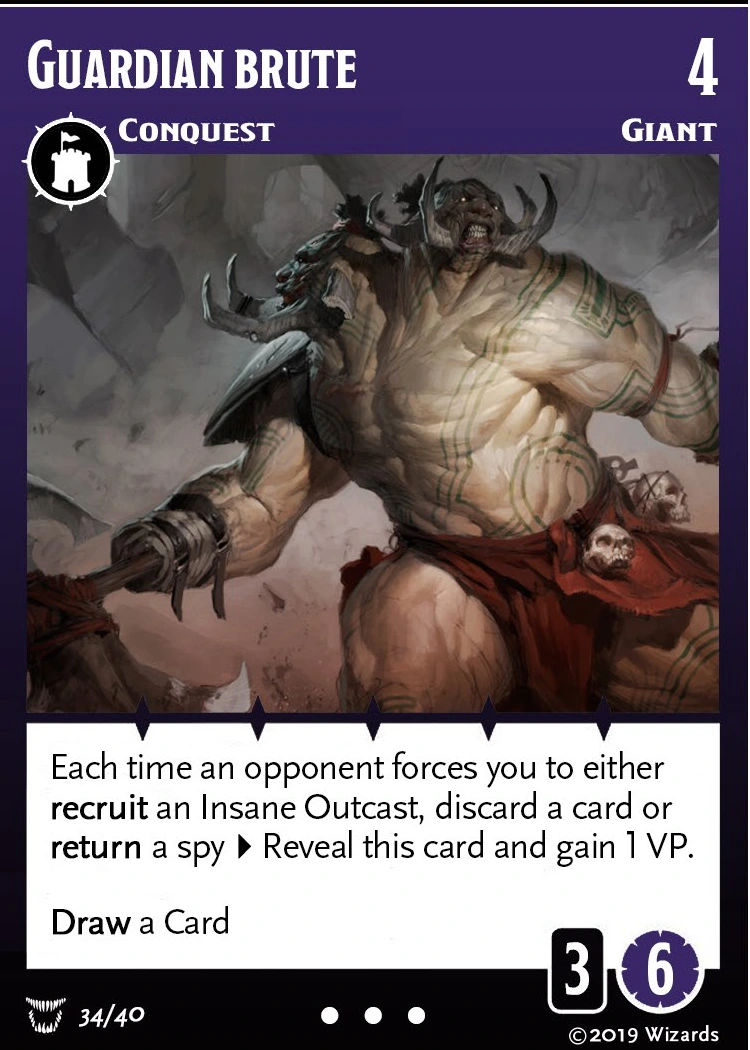 Guardian brute 4
Conquest Giant
Each time an opponent forces you to either
recruit an Insane Outcast, discard a card or
return a spy ▶ Reveal this card and gain 1 VP.
Draw a Card
3 6
34/40
©2019 Wizards